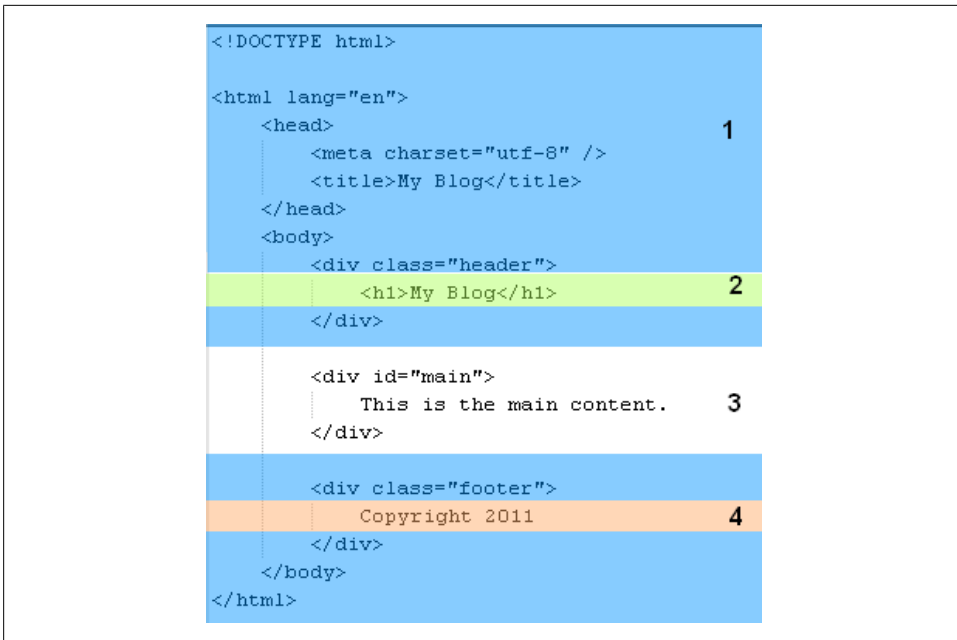 <!DOCTYPE html>
<html lang="en">
<head> 1
<meta charset="utf-8" />
<title>My Blog</title>
</head>
<body>
<div class="header">
<h1>My Blog</h1> 2
</div>
<div id="main">
This is the main content. 3
</div>
<div class="footer">
Copyright 2011 4
</div>
</body>
</html>